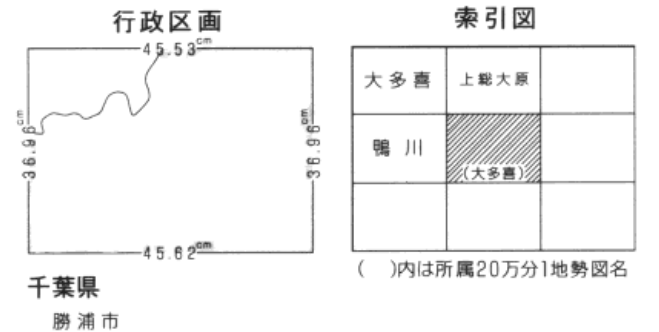 行政区画
45.53cm
36.96cm
36.96cm
45.62cm
千葉県
勝浦市
索引図
大多喜
上総大原
鴨川
(大多喜)
( )内は所属20万分1地勢図名